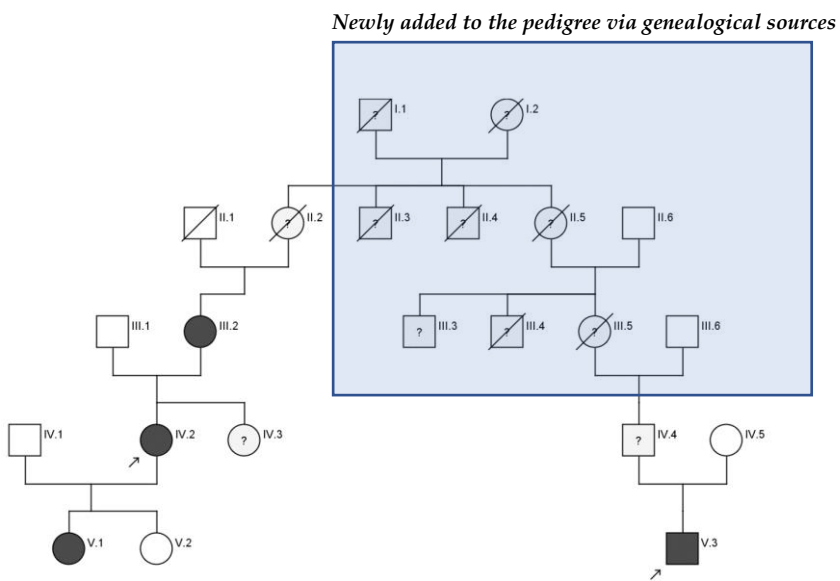 Newly added to the pedigree via genealogical sources
? I.1 ? I.2
II.1 ? II.2 ? II.3 ? II.4 ? II.5 II.6
III.1 III.2 ? III.3 ? III.4 ? III.5 III.6
IV.1 IV.2 ? IV.3 ? IV.4 IV.5
V.1 V.2 V.3